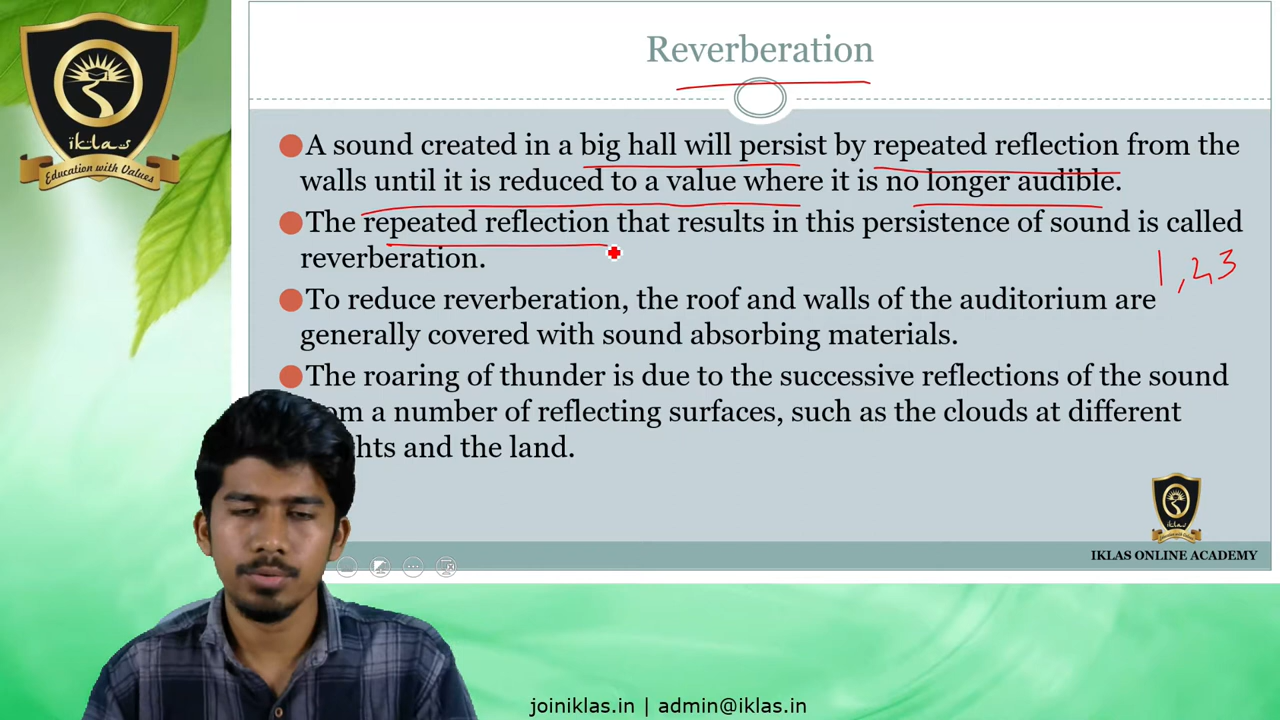 Reverberation
A sound created in a big hall will persist by repeated reflection from the
walls until it is reduced to a value where it is no longer audible.
The repeated reflection that results in this persistence of sound is called
reverberation.
1, 2 3
To reduce reverberation, the roof and walls of the auditorium are
generally covered with sound absorbing materials.
The roaring of thunder is due to the successive reflections of the sound
from a number of reflecting surfaces, such as the clouds at different
hts and the land.
iklas
Education with Values
iklas
IKLAS ONLINE ACADEMY
joiniklas.in | admin@iklas.in